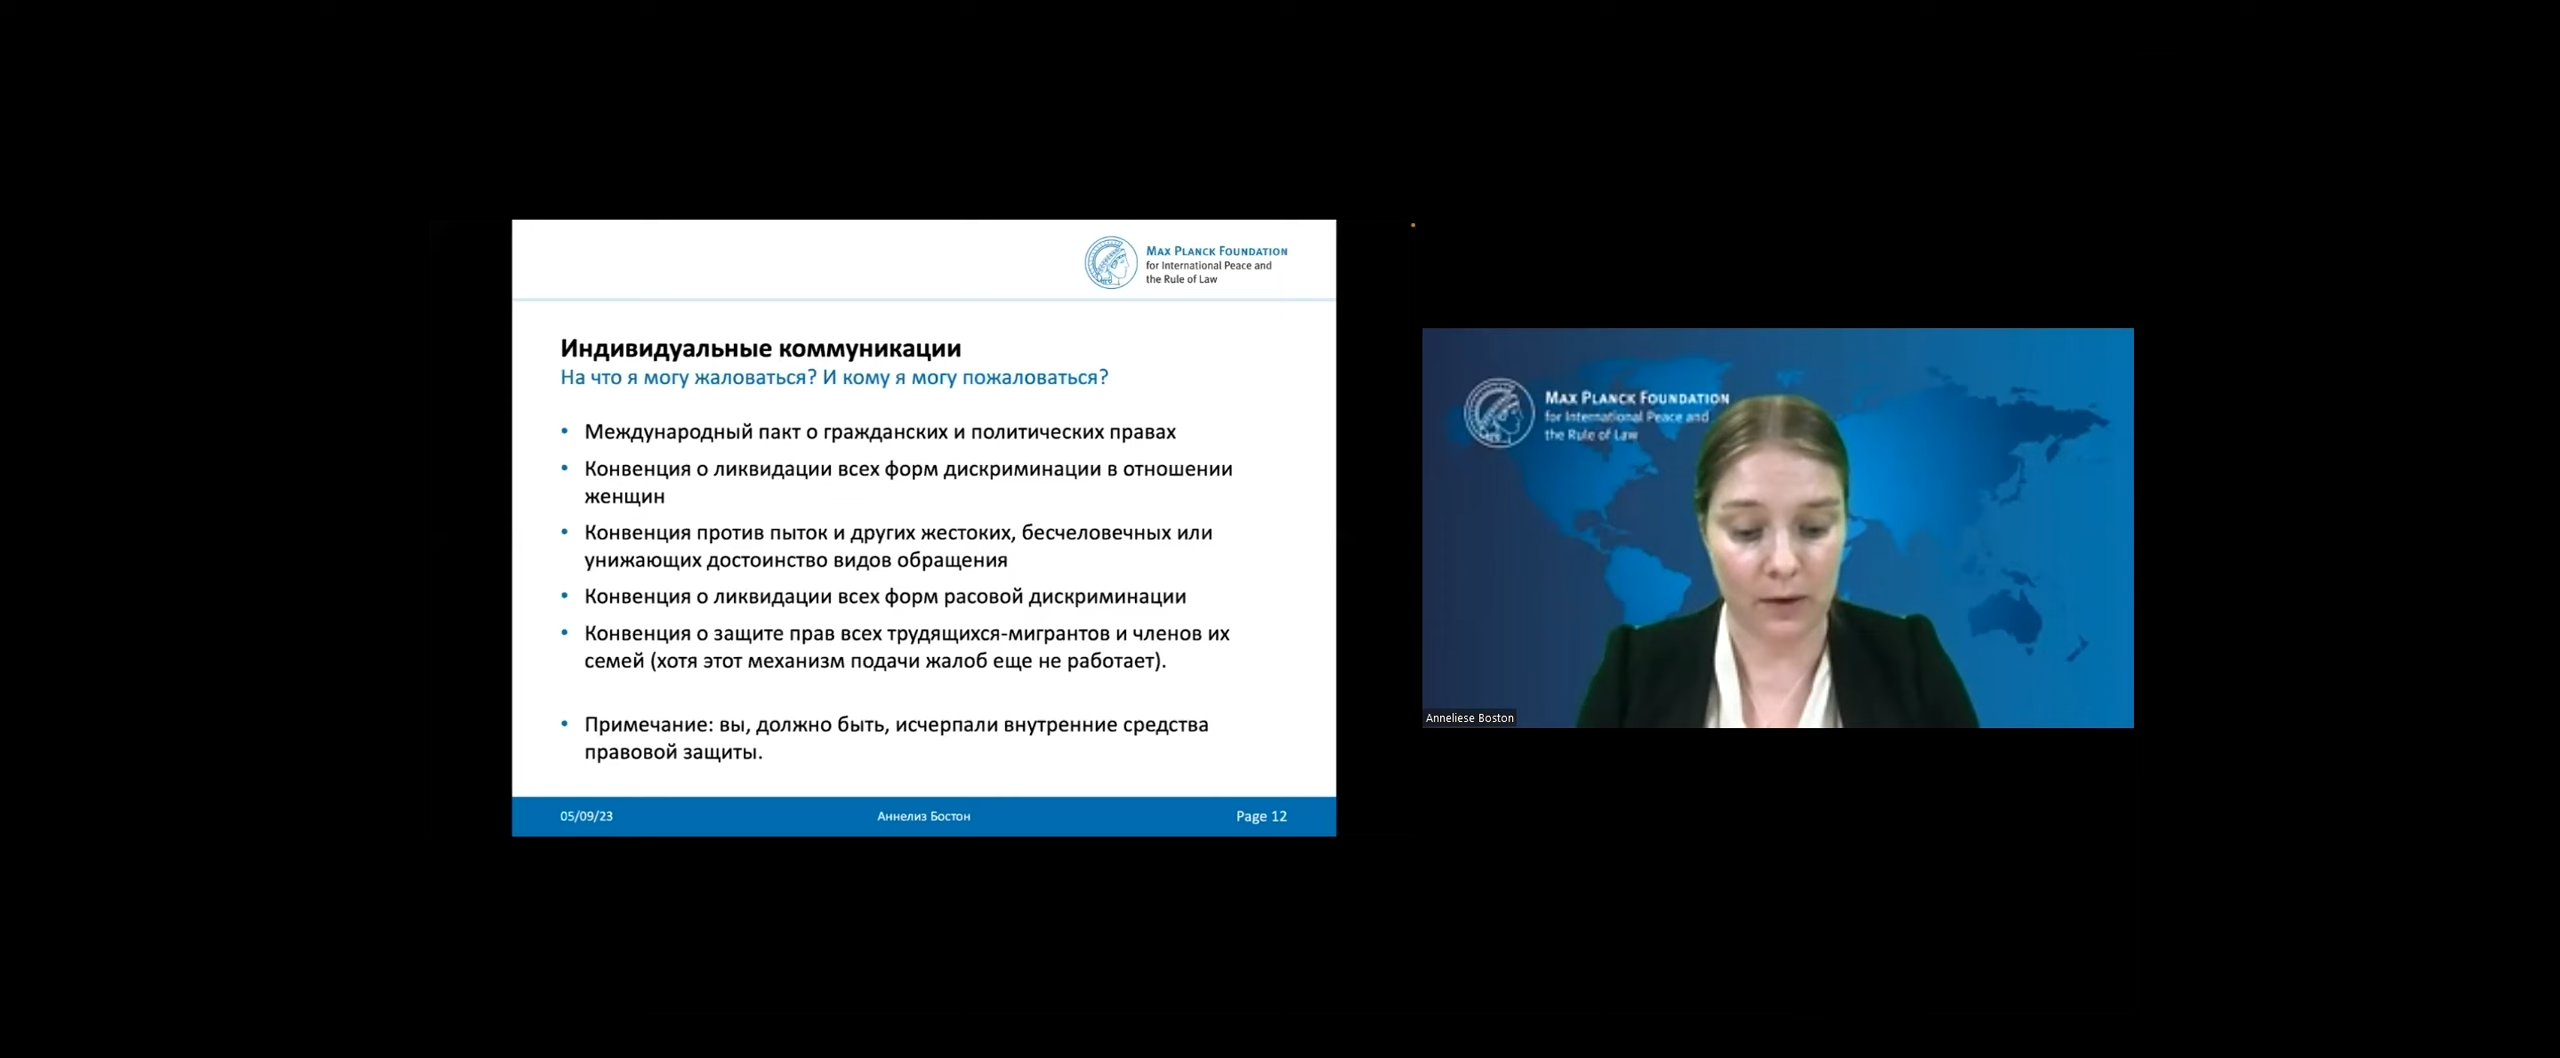 MAX PLANCK FOUNDATION
for International Peace and
the Rule of Law
Индивидуальные коммуникации
На что я могу жаловаться? И кому я могу пожаловаться?
• Международный пакт о гражданских и политических правах
• Конвенция о ликвидации всех форм дискриминации в отношении
женщин
• Конвенция против пыток и других жестоких, бесчеловечных или
унижающих достоинство видов обращения
• Конвенция о ликвидации всех форм расовой дискриминации
• Конвенция о защите прав всех трудящихся-мигрантов и членов их
семей (хотя этот механизм подачи жалоб еще не работает).
• Примечание: вы, должно быть, исчерпали внутренние средства
правовой защиты.
05/09/23
Аннелиз Бостон
Page 12
MAX PLANCK FOUNDATION
for International Peace and
the Rule of Law
Anneliese Boston